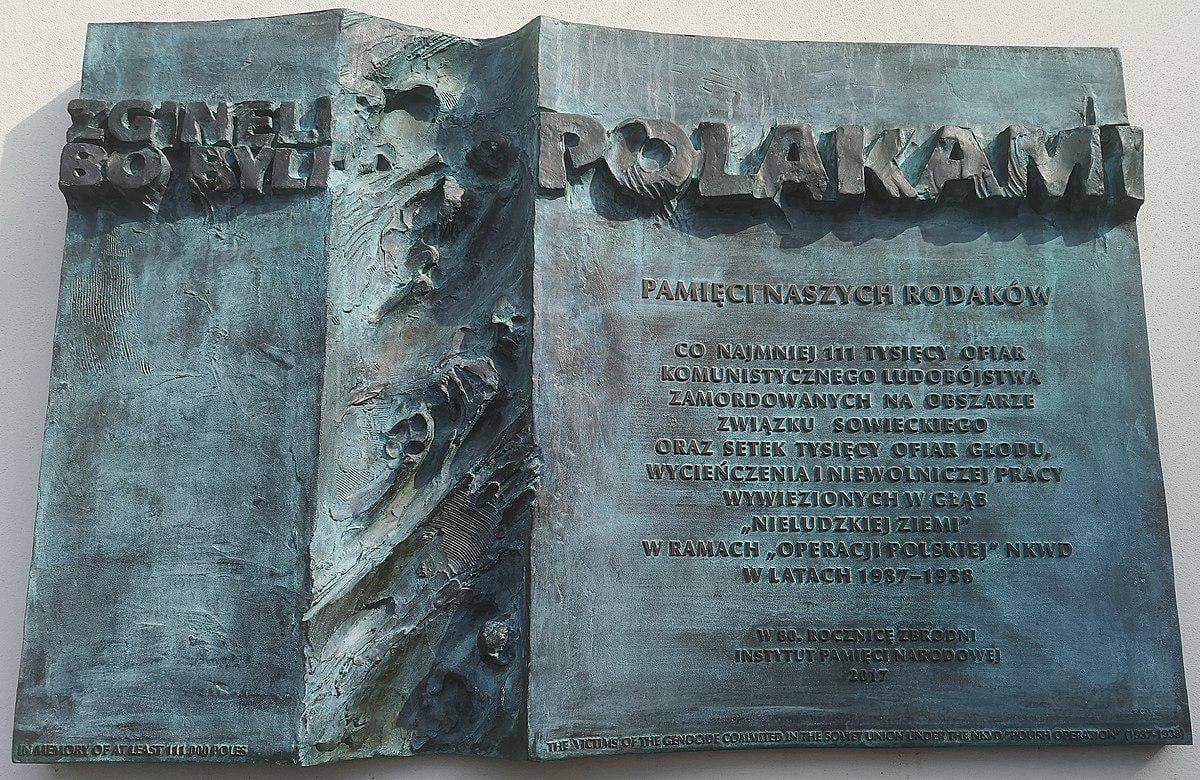 ZGINĘLI
BO BYLI
POLAKAMI
PAMIĘCI NASZYCH RODAKÓW
CO NAJMNIEJ 111 TYSIĘCY OFIAR
KOMUNISTYCZNEGO LUDOBÓJSTWA
ZAMORDOWANYCH NA OBSZARZE
ZWIĄZKU SOWIECKIEGO
ORAZ SETEK TYSIĘCY OFIAR GŁODU,
WYCIEŃCZENIA I NIEWOLNICZEJ PRACY
WYWIEZIONYCH W GŁĄB
„NIELUDZKIEJ ZIEMI”
W RAMACH „OPERACJI POLSKIEJ” NKWD
W LATACH 1937–1938
W 80. ROCZNICĘ ZBRODNI
INSTYTUT PAMIĘCI NARODOWEJ
2017
IN MEMORY OF AT LEAST 111 000 POLES
THE VICTIMS OF THE GENOCIDE COMMITED IN THE SOVIET UNION UNDER THE NKVD "POLISH OPERATION" (1937-1938)